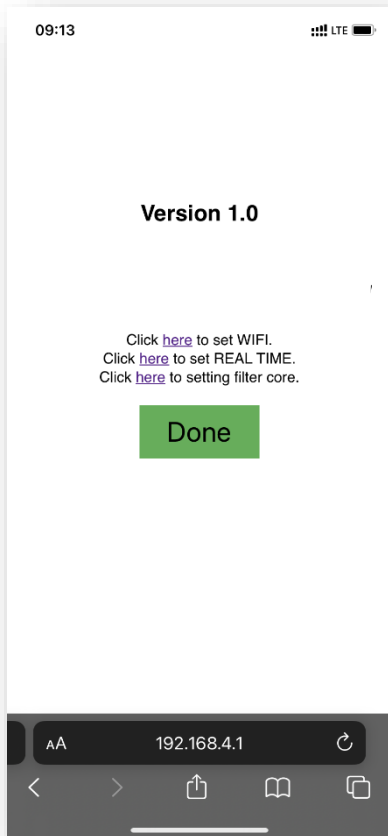 09:13
LTE
Version 1.0
Click here to set WIFI.
Click here to set REAL TIME.
Click here to setting filter core.
Done
AA
192.168.4.1